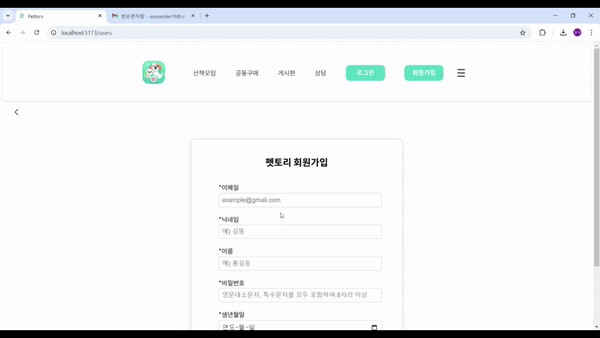 Pettory
받은편지함 -
localhost:5173/users
산책모임 공동구매 게시판 상담 로그인 회원가입
펫토리 회원가입
*이메일
example@gmail.com
*닉네임
예) 길동
*이름
예) 홍길동
*비밀번호
영문대소문자, 특수문자를 모두 포함하여 8자리 이상
*생년월일
연도-월-일